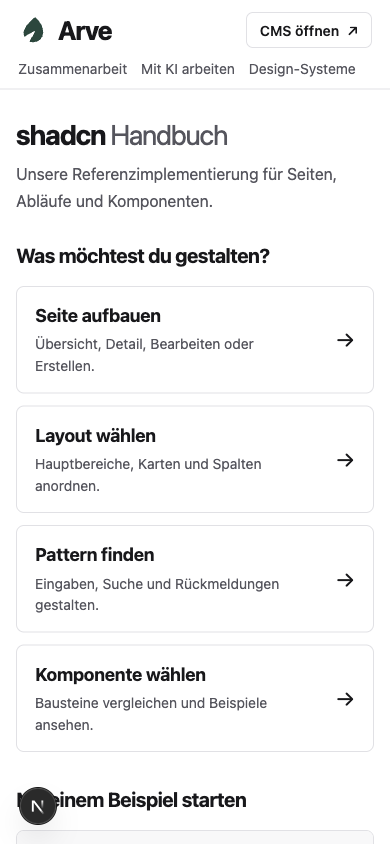 Arve
CMS öffnen
Zusammenarbeit Mit KI arbeiten Design-Systeme
shadcn Handbuch
Unsere Referenzimplementierung für Seiten,
Abläufe und Komponenten.
Was möchtest du gestalten?
Seite aufbauen
Übersicht, Detail, Bearbeiten oder
Erstellen.
Layout wählen
Hauptbereiche, Karten und Spalten
anordnen.
Pattern finden
Eingaben, Suche und Rückmeldungen
gestalten.
Komponente wählen
Bausteine vergleichen und Beispiele
ansehen.
einem Beispiel starten
N